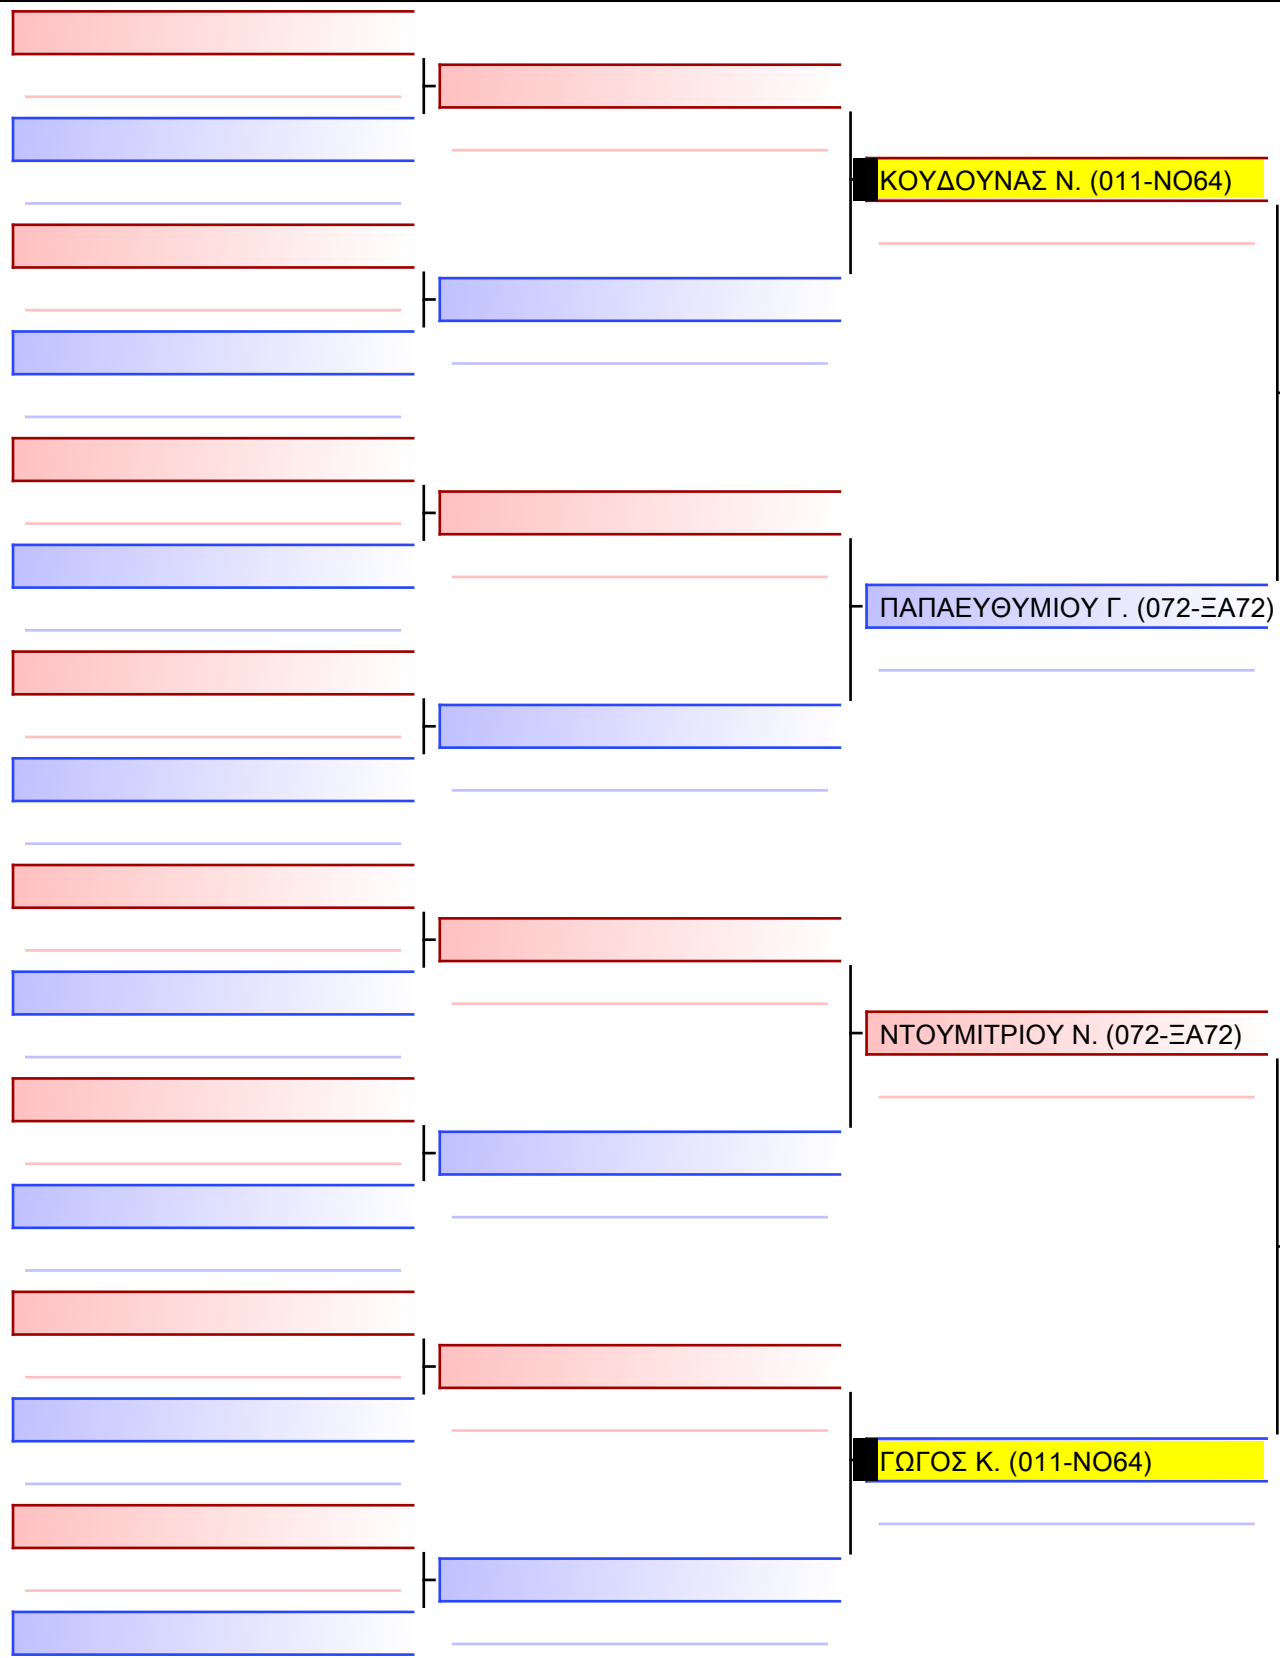 ΚΟΥΔΟΥΝΑΣ Ν. (011-ΝΟ64)
ΠΑΠΑΕΥΘΥΜΙΟΥ Γ. (072-ΞΑ72)
ΝΤΟΥΜΙΤΡΙΟΥ Ν. (072-ΞΑ72)
ΓΩΓΟΣ Κ. (011-ΝΟ64)